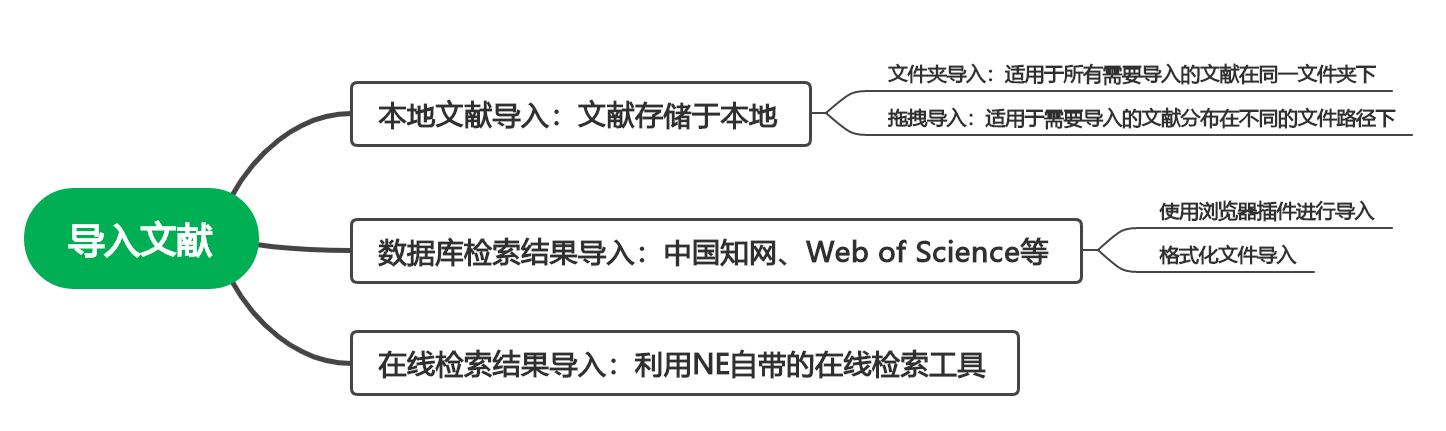 导入文献
本地文献导入：文献存储于本地
文件夹导入：适用于所有需要导入的文献在同一文件夹下
拖拽导入：适用于需要导入的文献分布在不同的文件路径下
数据库检索结果导入：中国知网、Web of Science等
使用浏览器插件进行导入
格式化文件导入
在线检索结果导入：利用NE自带的在线检索工具